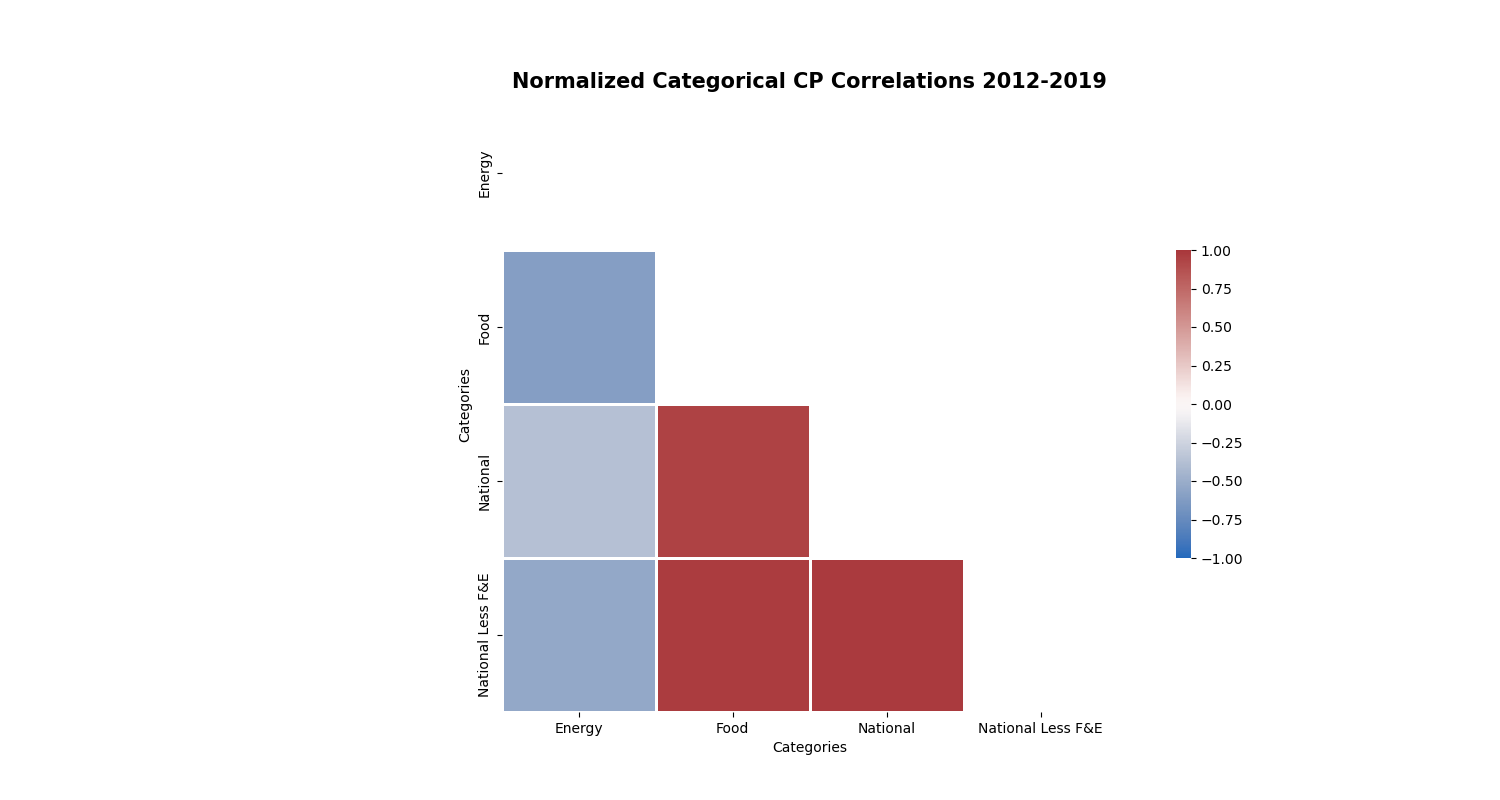 Normalized Categorical CP Correlations 2012-2019
Categories
Energy
Food
National
National Less F&E
Energy
Food
National
National Less F&E
Categories
1.00
0.75
0.50
0.25
0.00
−0.25
−0.50
−0.75
−1.00